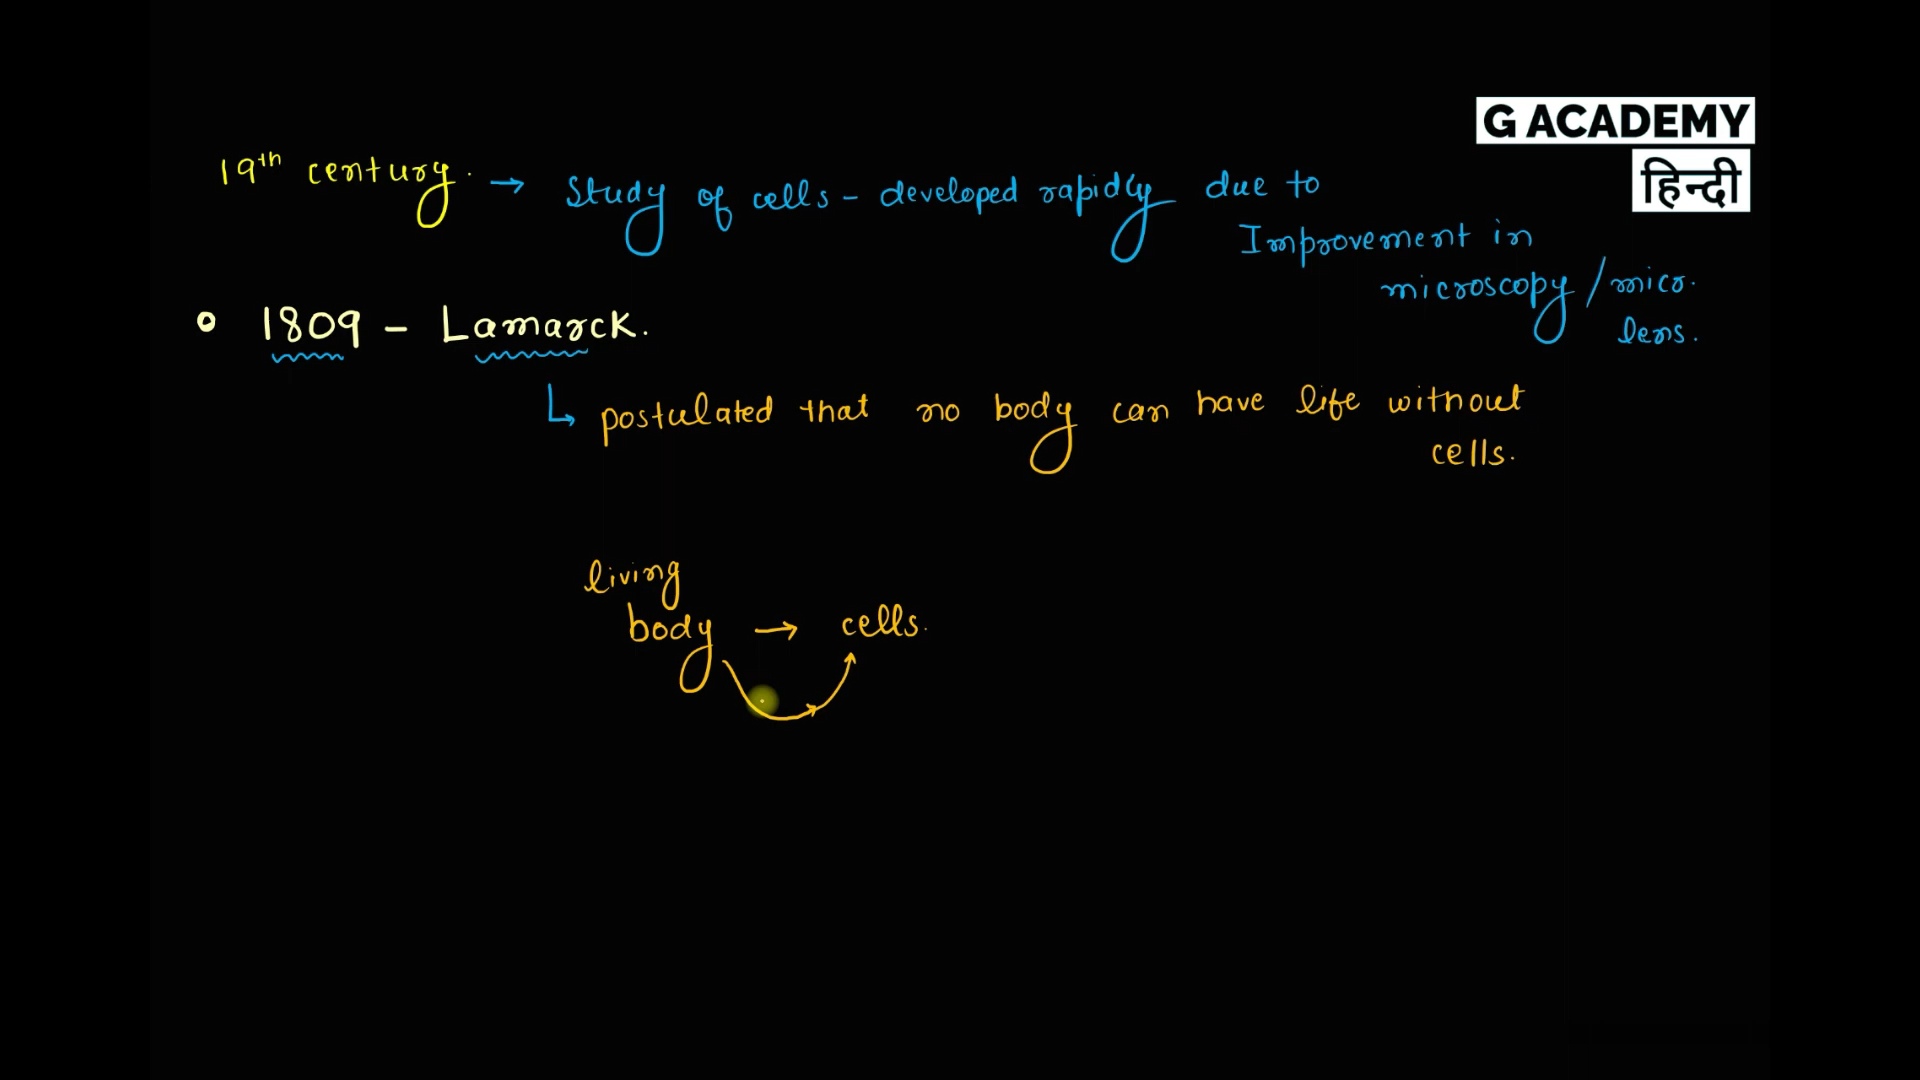 G ACADEMY
हिन्दी
19th century. → Study of cells - developed rapidly due to
Improvement in
microscopy / micro.
lens.
1809 - Lamarck.
↳ postulated that no body can have life without
cells.
living
body → cells.